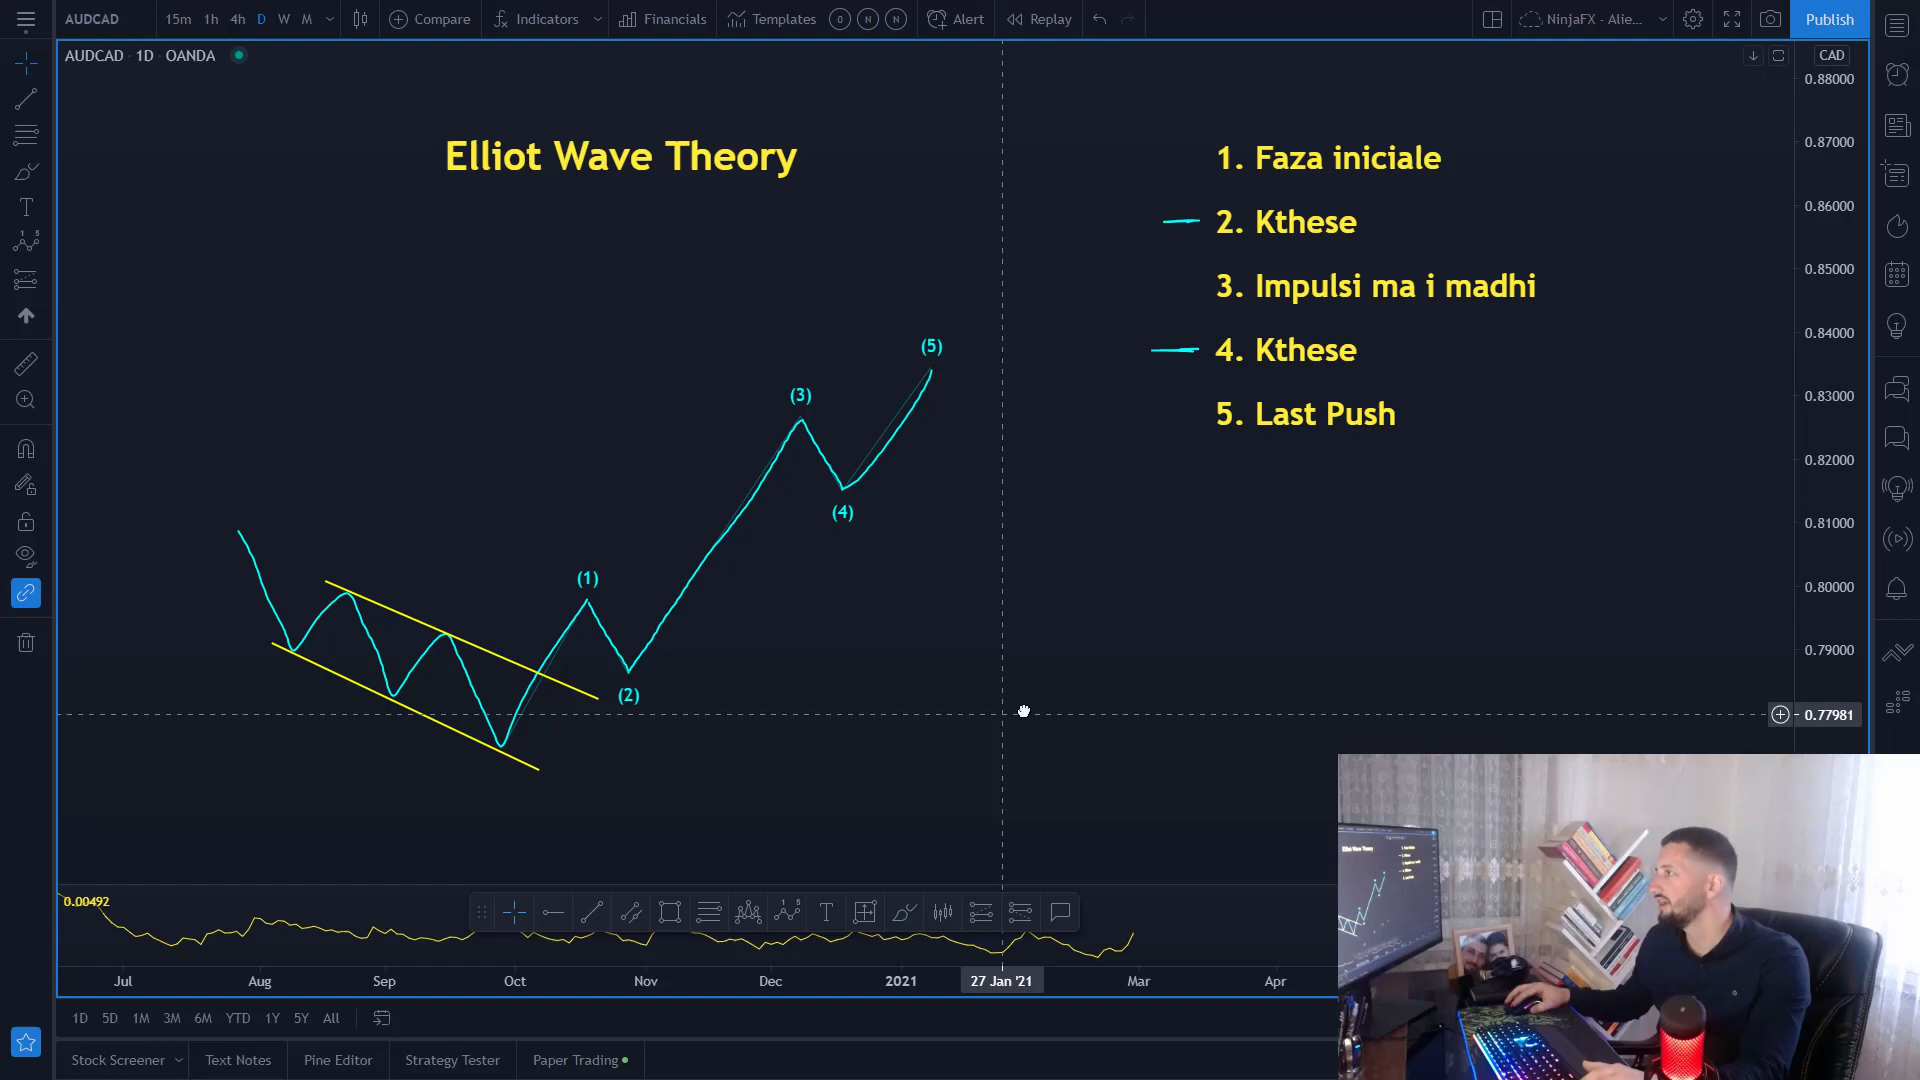 AUDCAD 15m 1h 4h D W M Compare Indicators Financials Templates O N N Alert Replay NinjaFX - Alie... Publish
AUDCAD · 1D · OANDA
CAD
0.88000
0.87000
0.86000
0.85000
0.84000
0.83000
0.82000
0.81000
0.80000
0.79000
0.77981
Elliot Wave Theory
1. Faza iniciale
2. Kthese
3. Impulsi ma i madhi
4. Kthese
5. Last Push
(5)
(3)
(4)
(1)
(2)
0.00492
Jul Aug Sep Oct Nov Dec 2021 27 Jan '21 Mar Apr
1D 5D 1M 3M 6M YTD 1Y 5Y All
Stock Screener Text Notes Pine Editor Strategy Tester Paper Trading